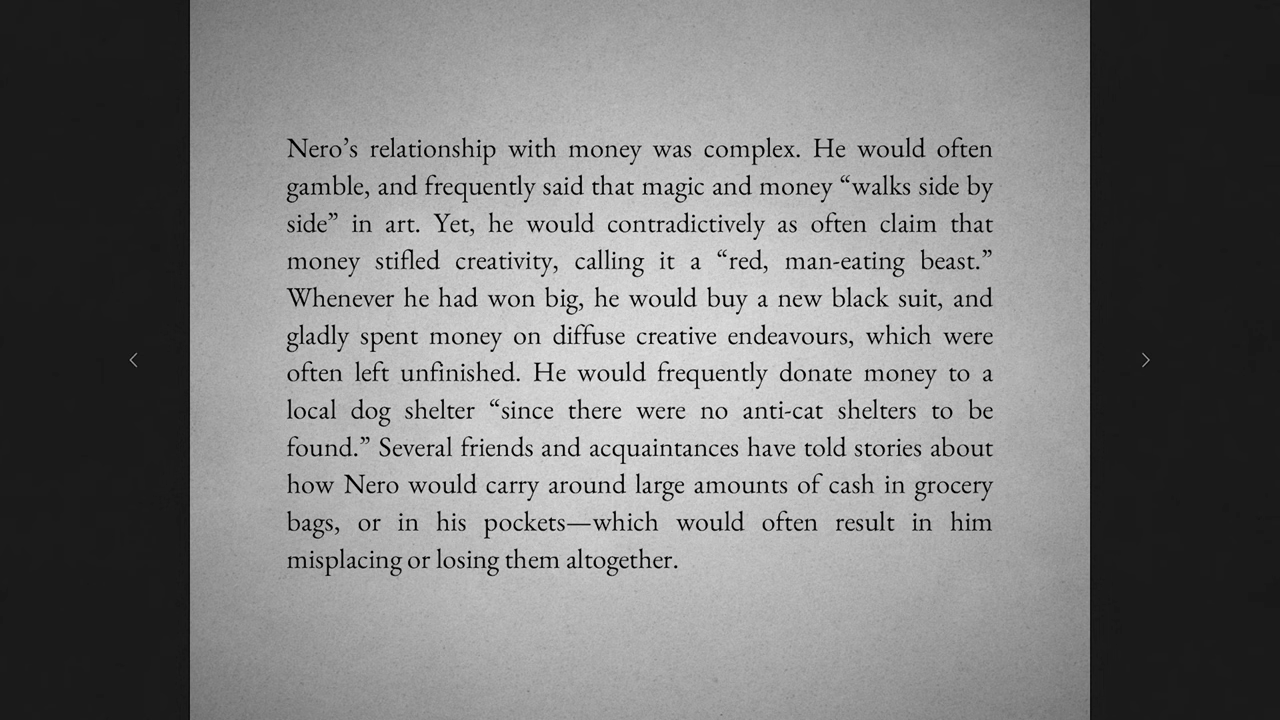 Nero’s relationship with money was complex. He would often
gamble, and frequently said that magic and money “walks side by
side” in art. Yet, he would contradictively as often claim that
money stifled creativity, calling it a “red, man-eating beast.”
Whenever he had won big, he would buy a new black suit, and
gladly spent money on diffuse creative endeavours, which were
often left unfinished. He would frequently donate money to a
local dog shelter “since there were no anti-cat shelters to be
found.” Several friends and acquaintances have told stories about
how Nero would carry around large amounts of cash in grocery
bags, or in his pockets—which would often result in him
misplacing or losing them altogether.